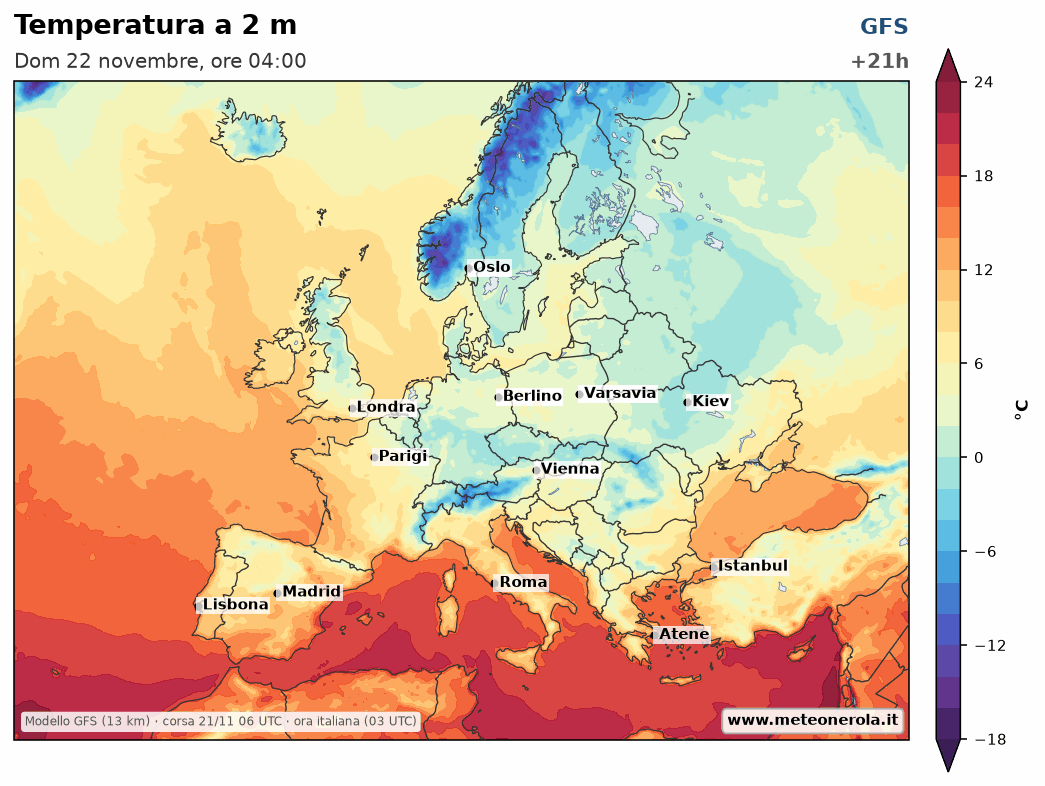 Temperatura a 2 m
GFS
Dom 22 novembre, ore 04:00
+21h
24
18
12
6
0
−6
−12
−18
°C
Oslo
Berlino
Varsavia
Kiev
Londra
Parigi
Vienna
Istanbul
Roma
Madrid
Lisbona
Atene
Modello GFS (13 km) · corsa 21/11 06 UTC · ora italiana (03 UTC)
www.meteonerola.it